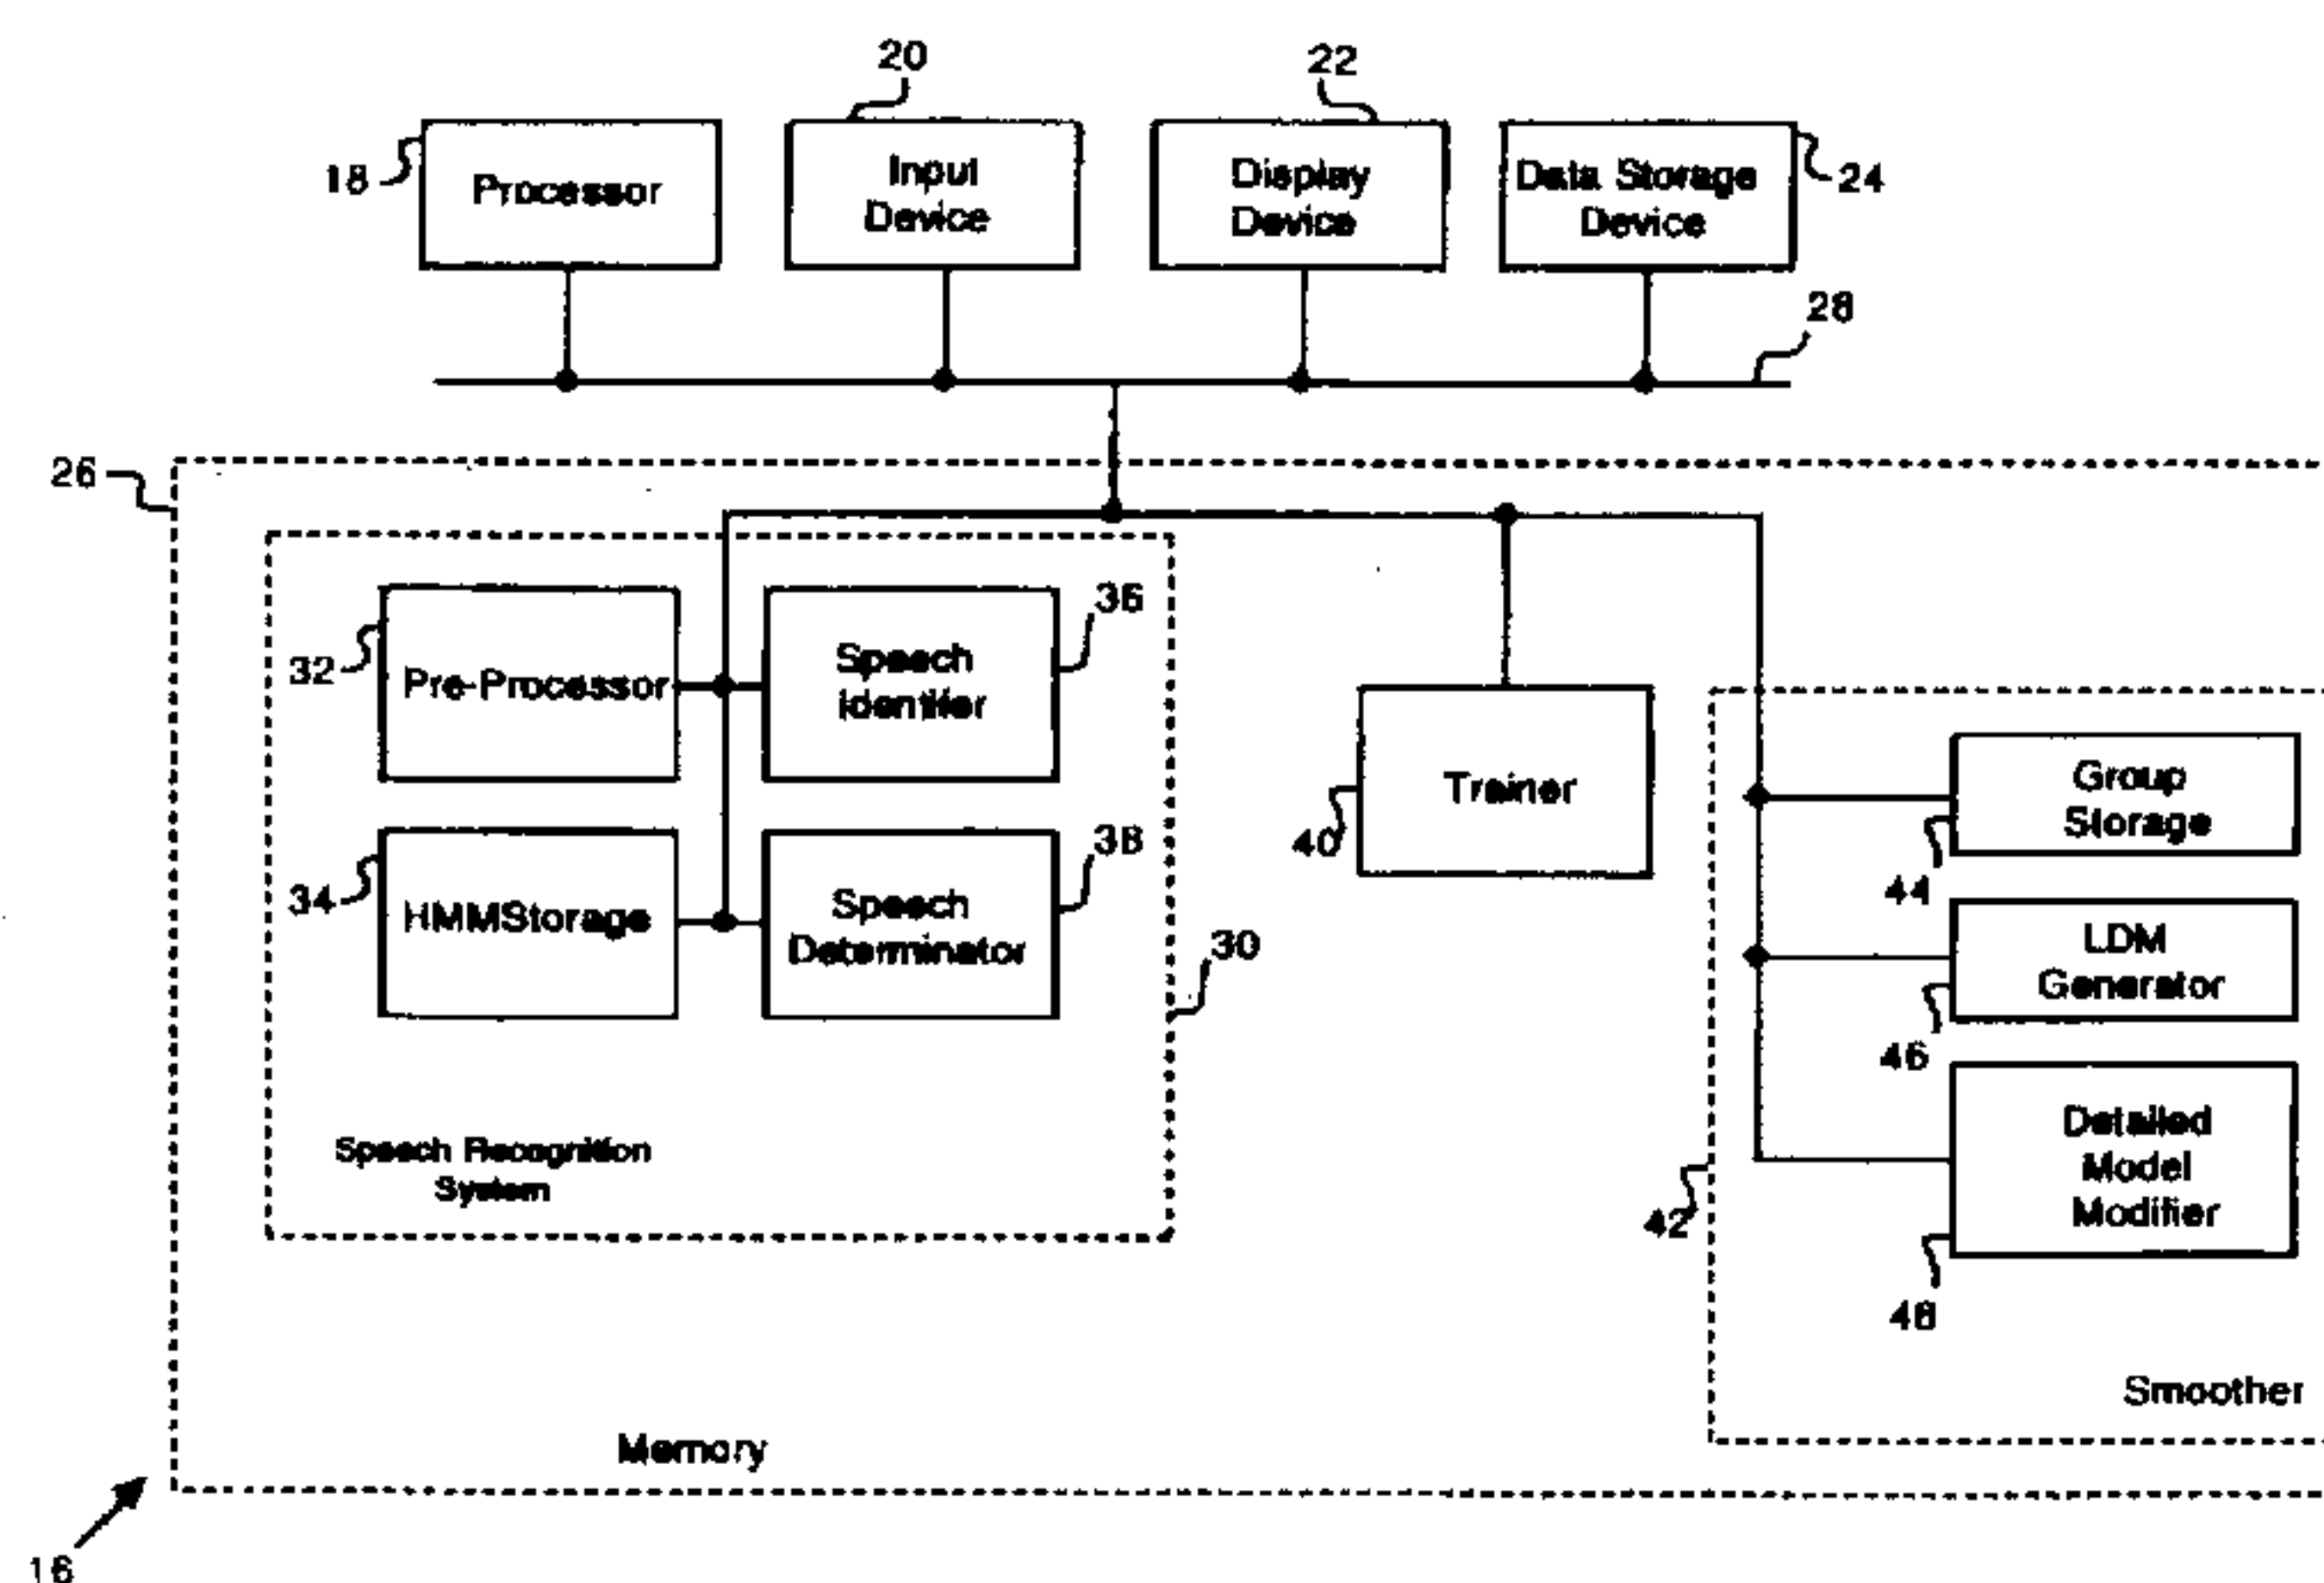 20
22
18
Processor
Input
Device
Display
Device
Data Storage
Device
24
28
26
32
Pre-Processor
Speech
Identifier
36
34
HMMStorage
Speech
Determinator
38
30
Speech Recognition
System
Trainer
40
Group
Storage
44
LDM
Generator
46
Detailed
Model
Modifier
42
48
Smoother
Memory
16